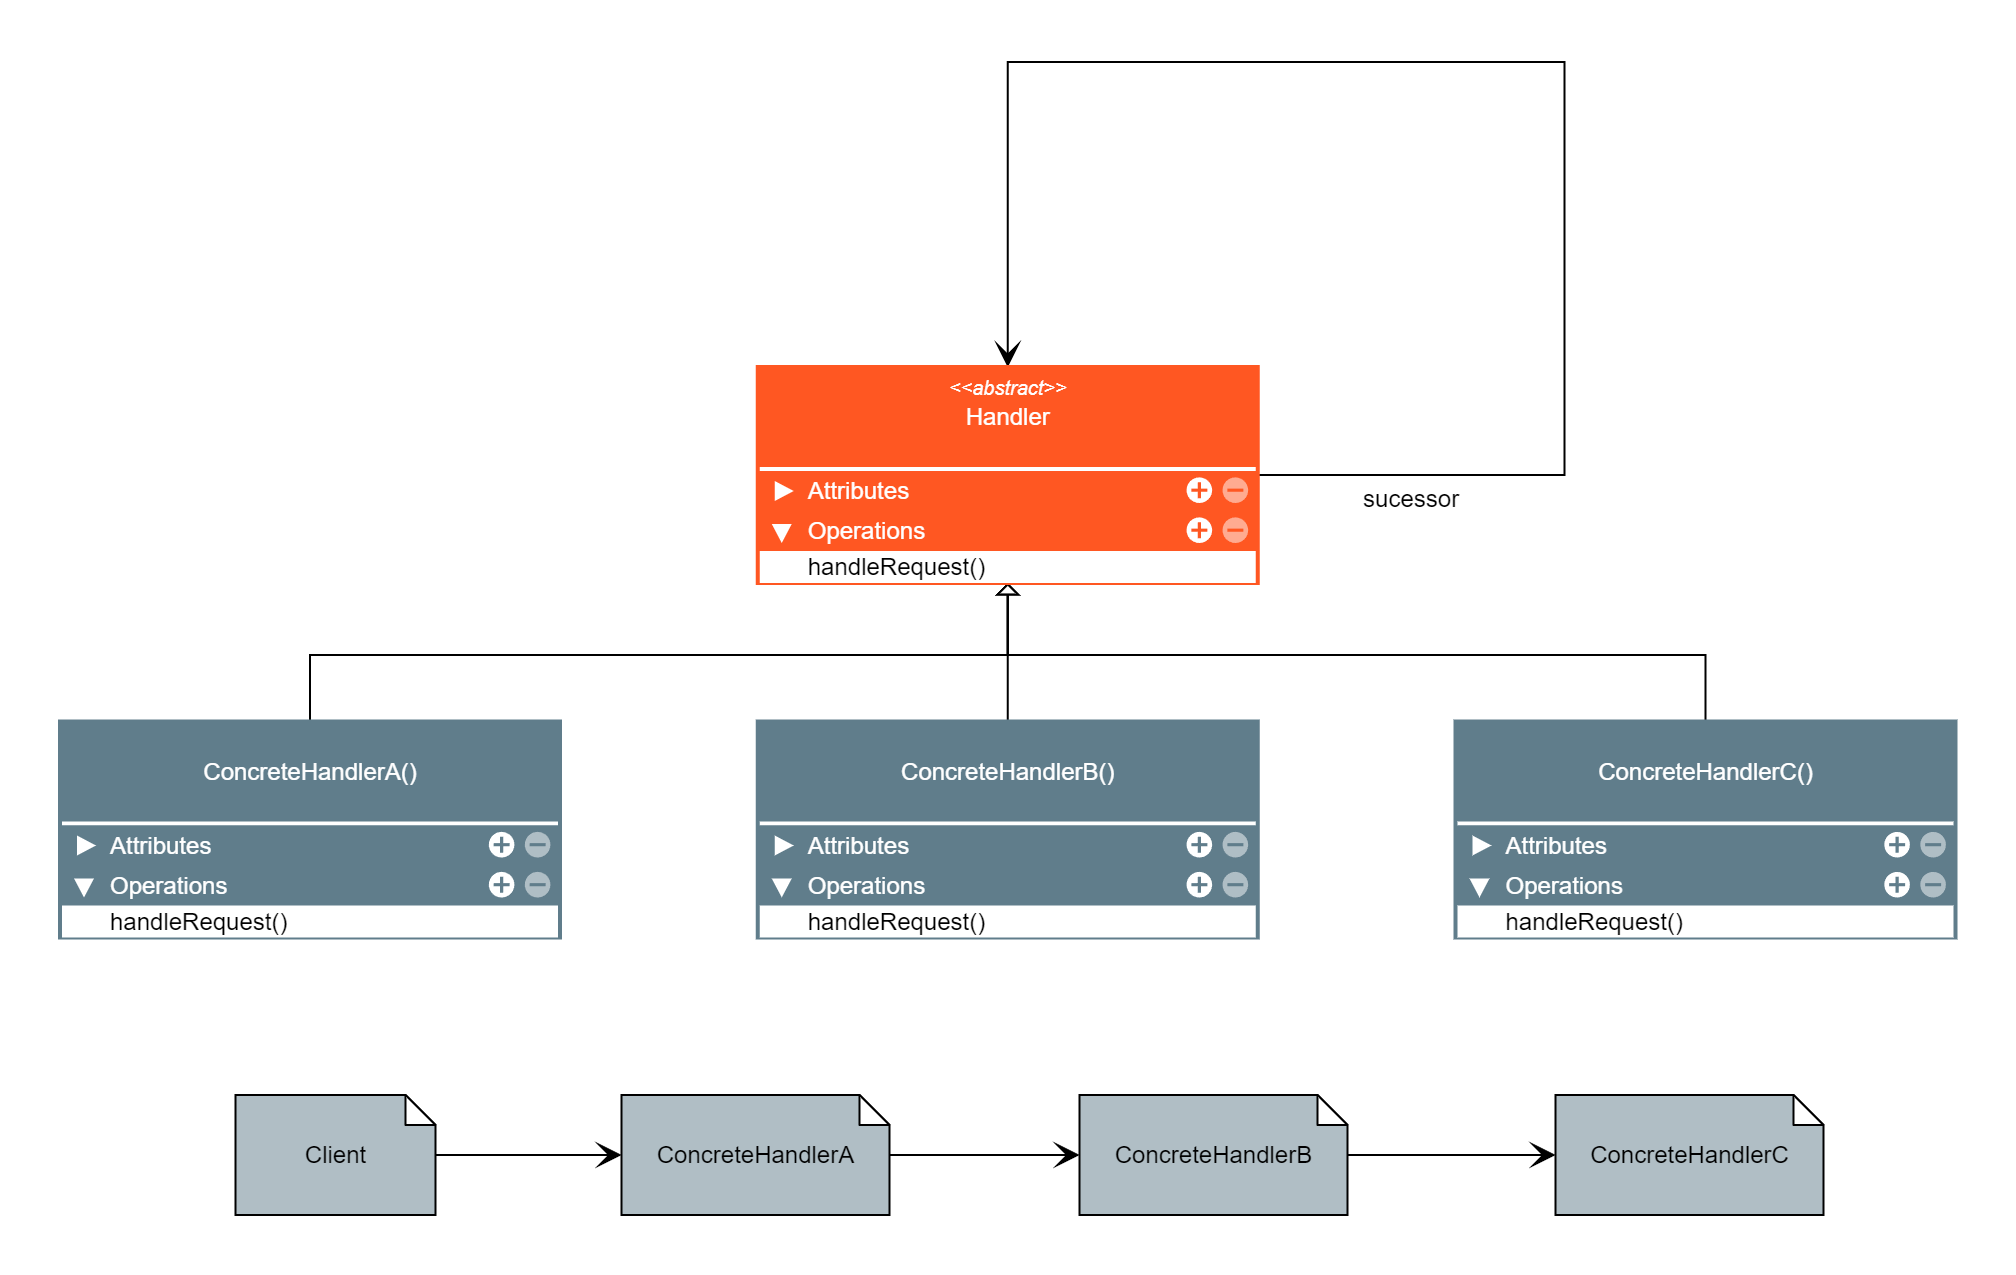 <<abstract>>
Handler
Attributes
Operations
handleRequest()
sucessor
ConcreteHandlerA()
Attributes
Operations
handleRequest()
ConcreteHandlerB()
Attributes
Operations
handleRequest()
ConcreteHandlerC()
Attributes
Operations
handleRequest()
Client
ConcreteHandlerA
ConcreteHandlerB
ConcreteHandlerC